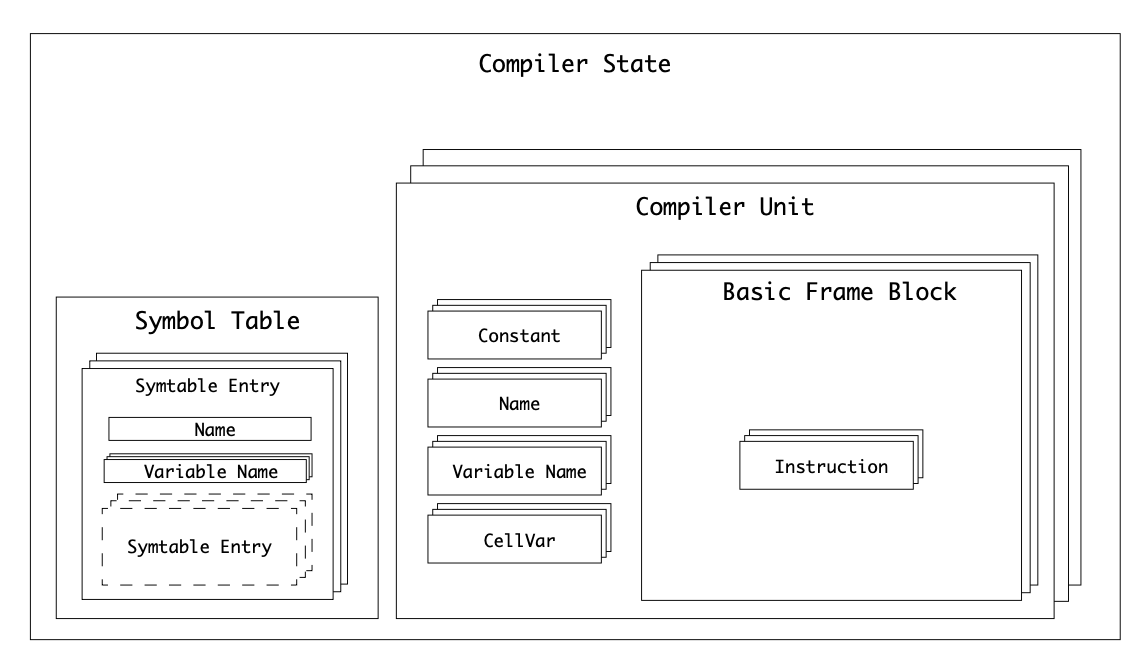 Compiler State
Symbol Table
Symtable Entry
Name
Variable Name
Symtable Entry
Compiler Unit
Constant
Name
Variable Name
CellVar
Basic Frame Block
Instruction